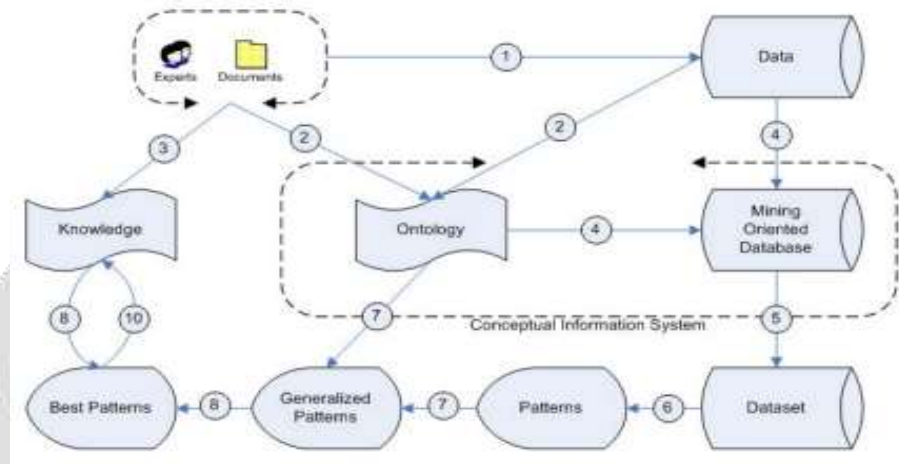 Experts
Documents
1
Data
3
2
2
4
Knowledge
Ontology
4
Mining
Oriented
Database
8
10
7
Conceptual Information System
5
Best Patterns
8
Generalized
Patterns
7
Patterns
6
Dataset